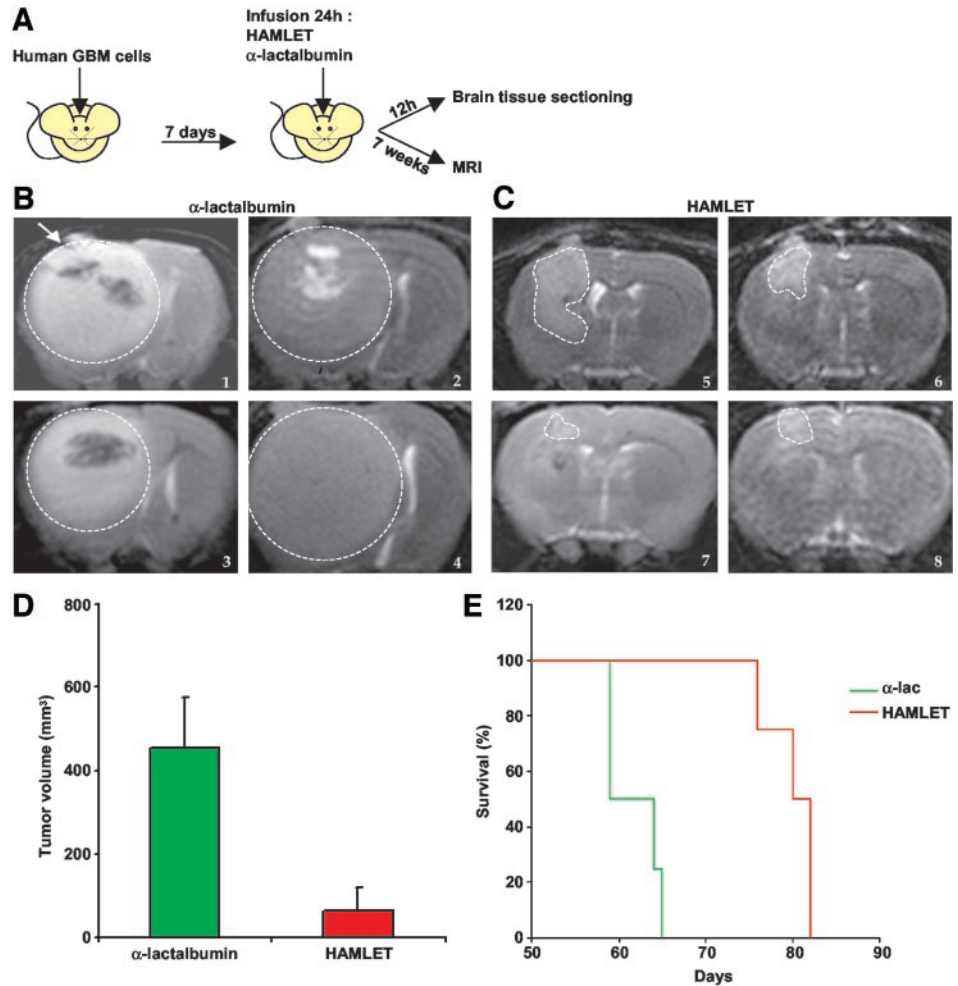 A
Infusion 24h :
HAMLET
α-lactalbumin
Human GBM cells
7 days
12h
Brain tissue sectioning
7 weeks
MRI
B
α-lactalbumin
C
HAMLET
1
2
5
6
3
4
7
8
D
800
600
400
200
0
Tumor volume (mm³)
α-lactalbumin
HAMLET
E
120
100
80
60
40
20
0
Survival (%)
50
60
70
80
90
Days
α-lac
HAMLET